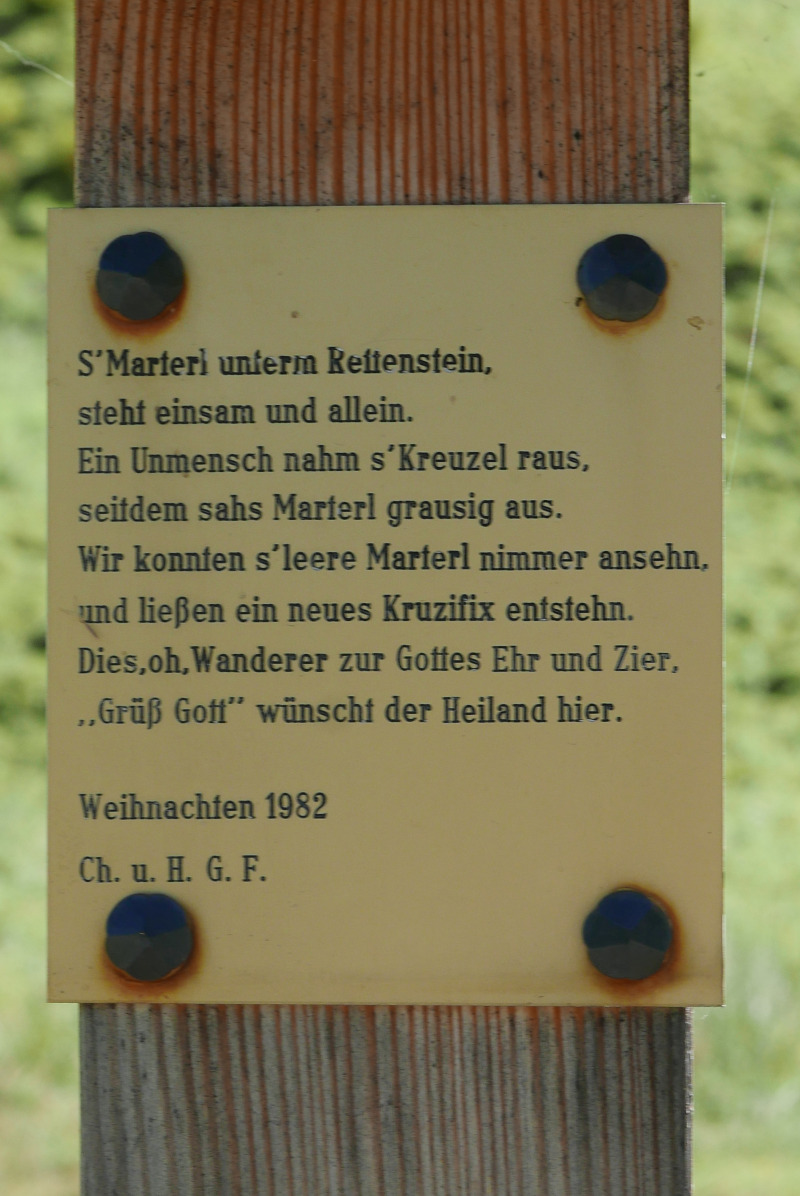 S'Marterl unterm Rettenstein,
steht einsam und allein.
Ein Unmensch nahm s'Kreuzel raus,
seitdem sahs Marterl grausig aus.
Wir konnten s'leere Marterl nimmer ansehn,
und ließen ein neues Kruzifix entstehn.
Dies,oh,Wanderer zur Gottes Ehr und Zier,
„Grüß Gott" wünscht der Heiland hier.
Weihnachten 1982
Ch. u. H. G. F.